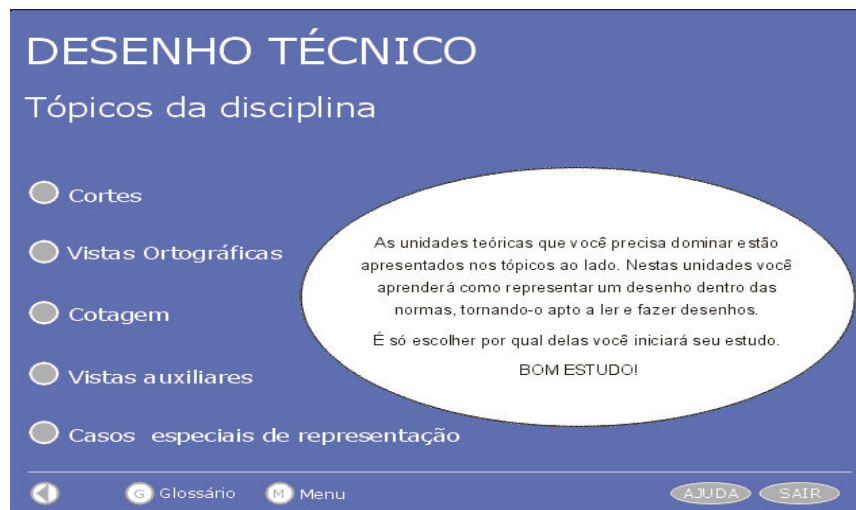 DESENHO TÉCNICO
Tópicos da disciplina
Cortes
Vistas Ortográficas
Cotagem
Vistas auxiliares
Casos especiais de representação
As unidades teóricas que você precisa dominar estão
apresentados nos tópicos ao lado. Nestas unidades você
aprenderá como representar um desenho dentro das
normas, tornando-o apto a ler e fazer desenhos.
É só escolher por qual delas você iniciará seu estudo.
BOM ESTUDO!
G Glossário M Menu AJUDA SAIR